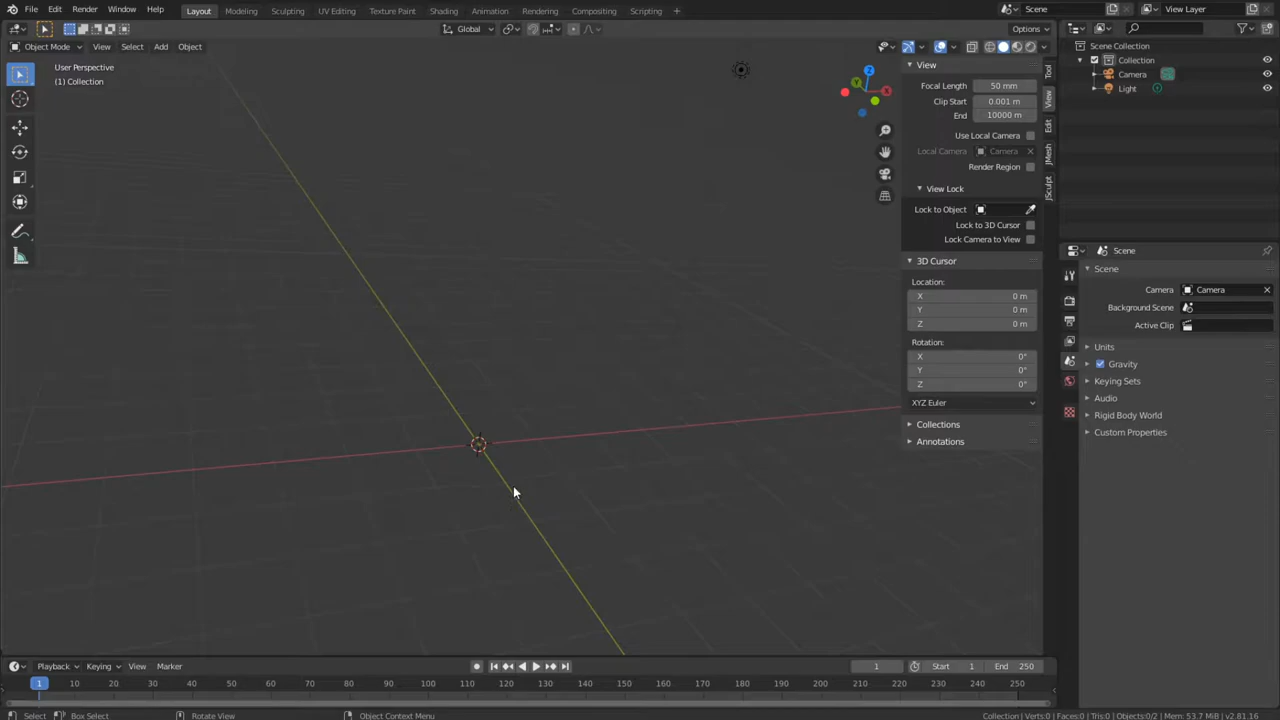 File Edit Render Window Help Layout Modeling Sculpting UV Editing Texture Paint Shading Animation Rendering Compositing Scripting + Scene View Layer
Global Options
Object Mode View Select Add Object
User Perspective
(1) Collection
View
Focal Length 50 mm
Clip Start 0.001 m
End 10000 m
Use Local Camera
Local Camera Camera
Render Region
View Lock
Lock to Object
Lock to 3D Cursor
Lock Camera to View
3D Cursor
Location:
X 0 m
Y 0 m
Z 0 m
Rotation:
X 0°
Y 0°
Z 0°
XYZ Euler
Collections
Annotations
Tool
View
Edit
JMesh
JSculpt
Z
Y
X
Scene Collection
Collection
Camera
Light
Scene
Scene
Camera Camera
Background Scene
Active Clip
Units
Gravity
Keying Sets
Audio
Rigid Body World
Custom Properties
Playback Keying View Marker 1 Start 1 End 250
1 10 20 30 40 50 60 70 80 90 100 110 120 130 140 150 160 170 180 190 200 210 220 230 240 250
Select Box Select Rotate View Object Context Menu Collection | Verts:0 | Faces:0 | Tris:0 | Objects:0/2 | Mem: 53.7 MiB | v2.81.16